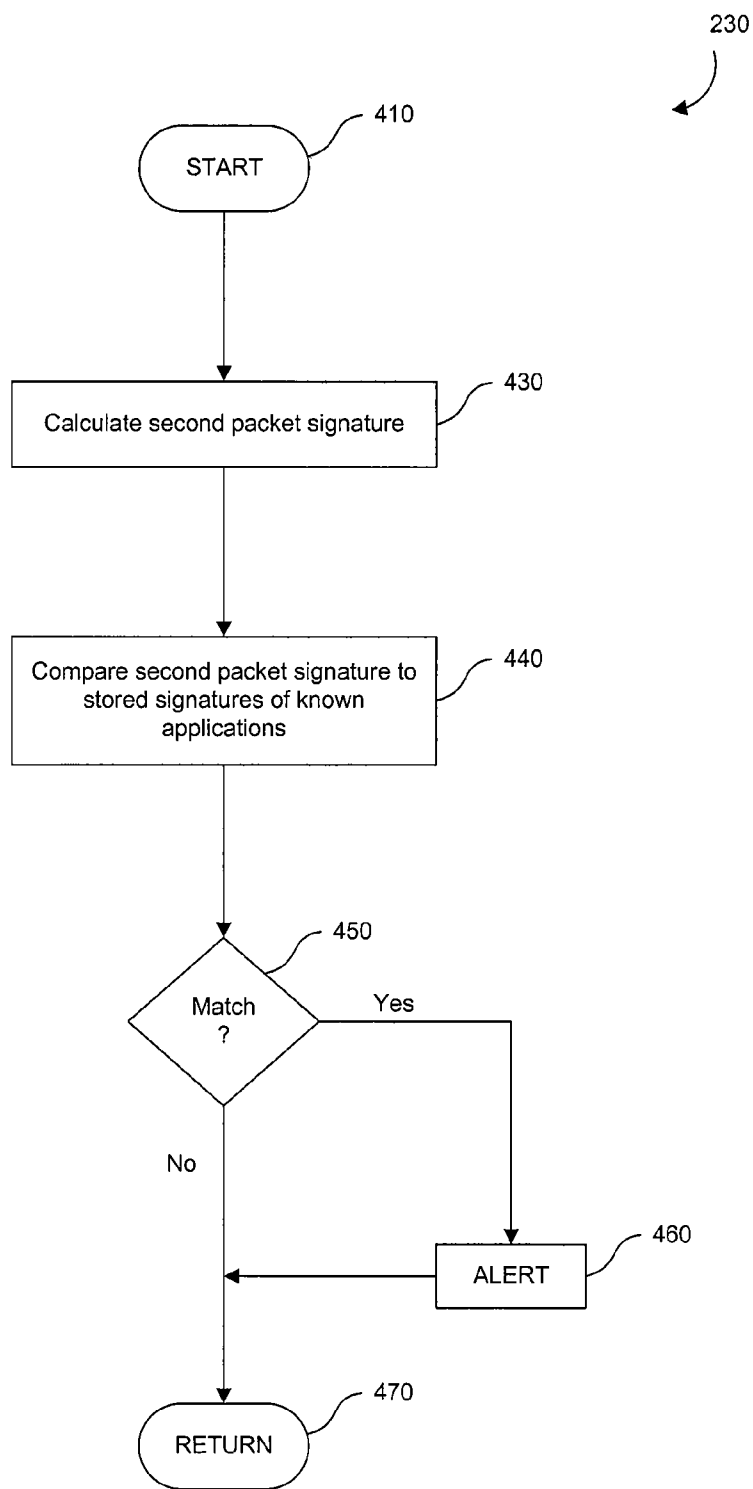 230
410
START
430
Calculate second packet signature
440
Compare second packet signature to
stored signatures of known
applications
450
Match
?
Yes
No
460
ALERT
470
RETURN